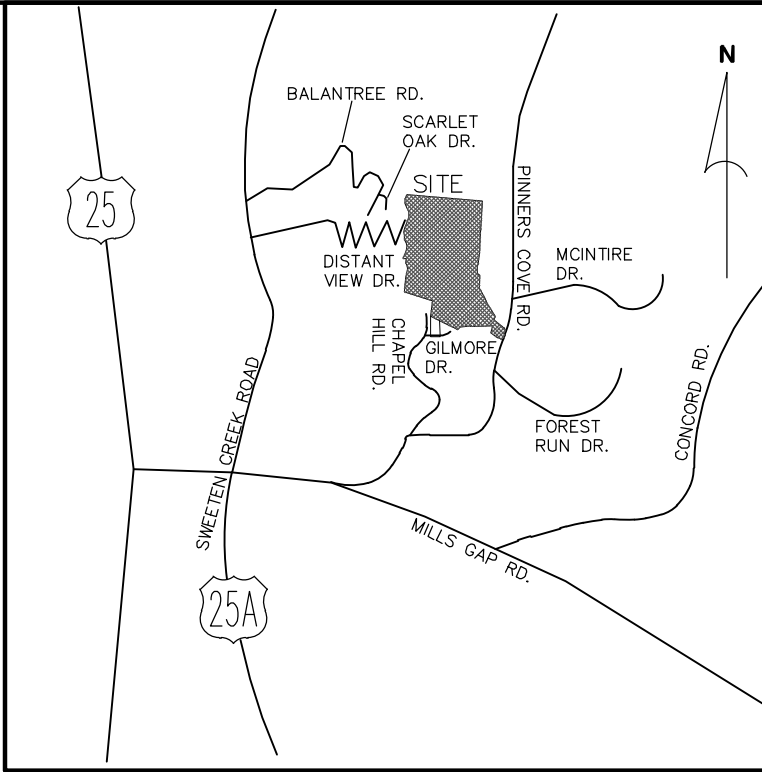 N
BALANTREE RD.
SCARLET
OAK DR.
SITE
25
PINNERS COVE RD.
MCINTIRE
DR.
DISTANT
VIEW DR.
CHAPEL
HILL RD.
GILMORE
DR.
CONCORD RD.
SWEETEN CREEK ROAD
FOREST
RUN DR.
MILLS GAP RD.
25A